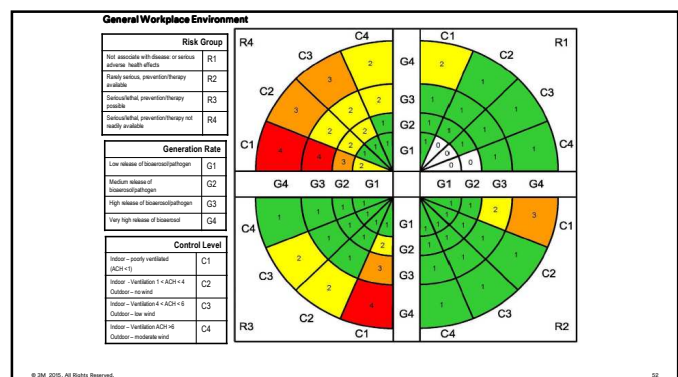 General Workplace Environment
Risk Group
Not associate with disease or serious adverse health effects R1
Rarely serious, prevention/therapy available R2
Serious/lethal, prevention/therapy possible R3
Serious/lethal, prevention/therapy not readily available R4
Generation Rate
Low release of bioaerosol/pathogen G1
Medium release of bioaerosol/pathogen G2
High release of bioaerosol/pathogen G3
Very high release of bioaerosol G4
Control Level
Indoor – poorly ventilated
(ACH <1) C1
Indoor - Ventilation 1 < ACH < 4
Outdoor – no wind C2
Indoor – Ventilation 4 < ACH < 6
Outdoor – low wind C3
Indoor – Ventilation ACH >6
Outdoor – moderate wind C4
R4 C4 C1 R1
C3 C2
C2 C3
C1 C4
G4
G3
G2
G1
G4 G3 G2 G1 G1 G2 G3 G4
C4 C1
C3 C2
C2 C3
C1 C4
G1
G2
G3
G4
R3 R2
© 3M 2015. All Rights Reserved.
52